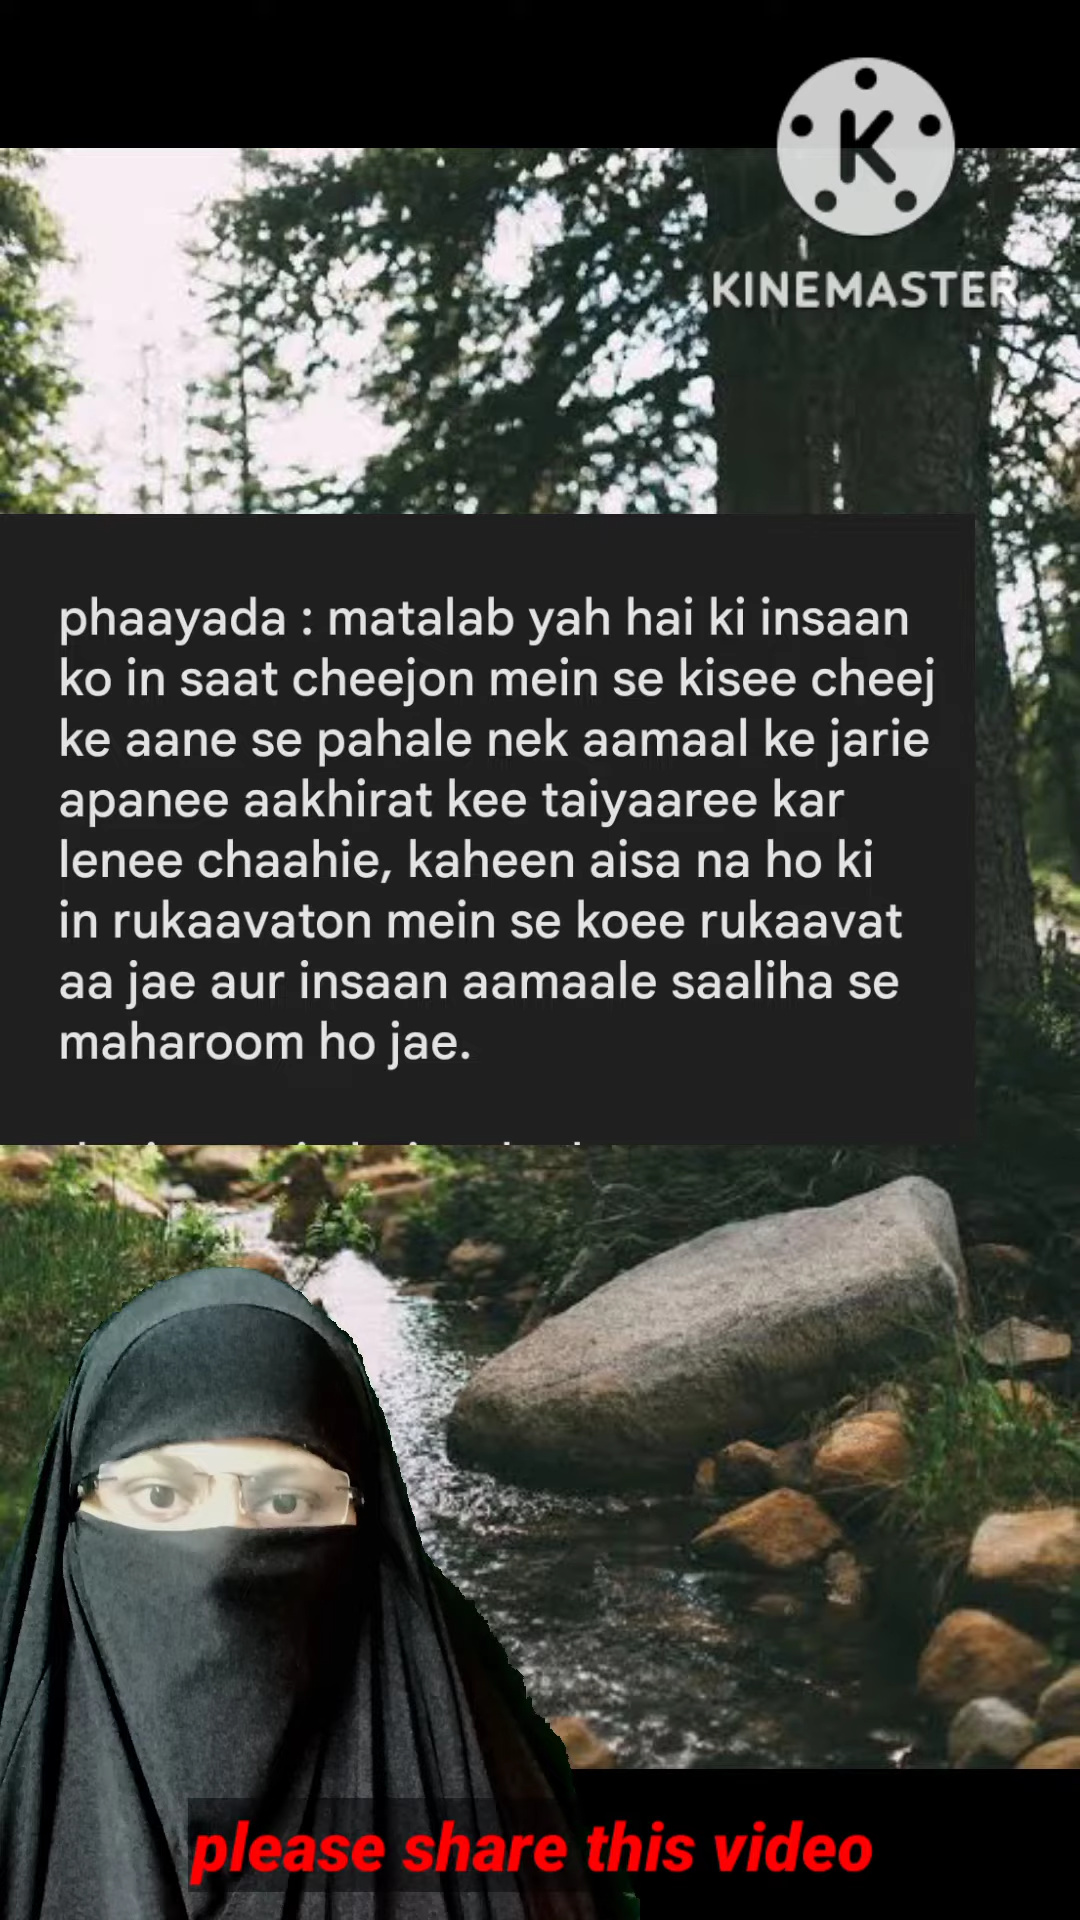 K
KINEMASTER
phaayada : matalab yah hai ki insaan
ko in saat cheejon mein se kisee cheej
ke aane se pahale nek aamaal ke jarie
apanee aakhirat kee taiyaaree kar
lenee chaahie, kaheen aisa na ho ki
in rukaavaton mein se koee rukaavat
aa jae aur insaan aamaale saaliha se
maharoom ho jae.
please share this video